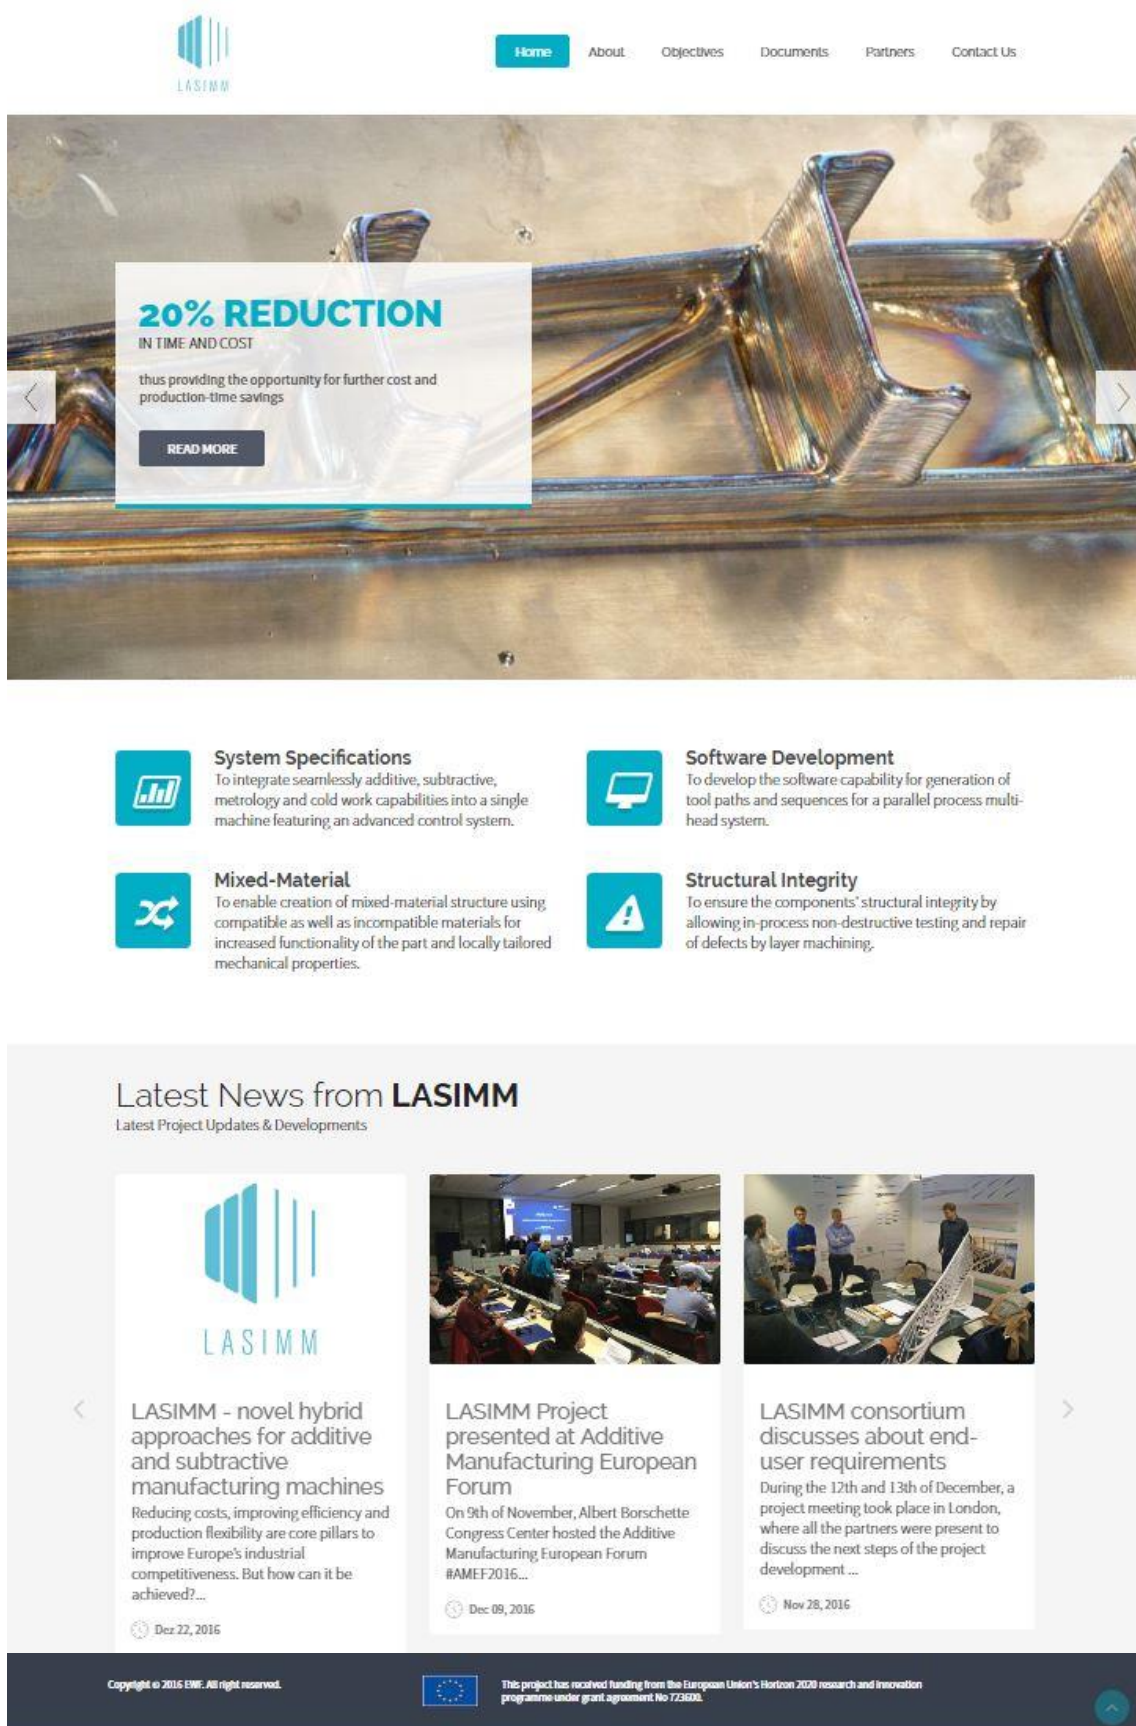 LASIMM
Home About Objectives Documents Partners Contact Us
20% REDUCTION
IN TIME AND COST
thus providing the opportunity for further cost and
production-time savings
READ MORE
System Specifications
To integrate seamlessly additive, subtractive,
metrology and cold work capabilities into a single
machine featuring an advanced control system.
Software Development
To develop the software capability for generation of
tool paths and sequences for a parallel process multi-
head system.
Mixed-Material
To enable creation of mixed-material structure using
compatible as well as incompatible materials for
increased functionality of the part and locally tailored
mechanical properties.
Structural Integrity
To ensure the components' structural integrity by
allowing in-process non-destructive testing and repair
of defects by layer machining.
Latest News from LASIMM
Latest Project Updates & Developments
LASIMM
LASIMM - novel hybrid
approaches for additive
and subtractive
manufacturing machines
Reducing costs, improving efficiency and
production flexibility are core pillars to
improve Europe's industrial
competitiveness. But how can it be
achieved?...
Dez 22, 2016
LASIMM Project
presented at Additive
Manufacturing European
Forum
On 9th of November, Albert Borschette
Congress Center hosted the Additive
Manufacturing European Forum
#AMEF2016...
Dec 09, 2016
LASIMM consortium
discusses about end-
user requirements
During the 12th and 13th of December, a
project meeting took place in London,
where all the partners were present to
discuss the next steps of the project
development ...
Nov 28, 2016
Copyright © 2016 EWF. All right reserved.
This project has received funding from the European Union's Horizon 2020 research and innovation
programme under grant agreement No 723600.